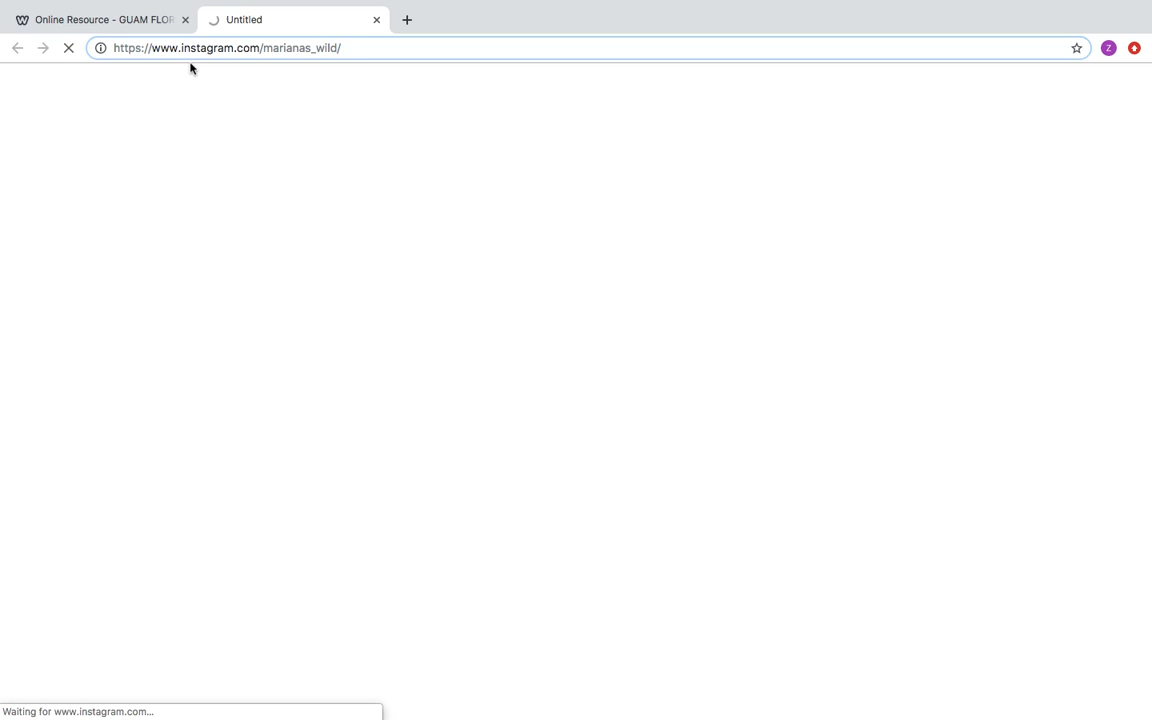 Online Resource - GUAM FLOR
Untitled
https://www.instagram.com/marianas_wild/
Z
Waiting for www.instagram.com...